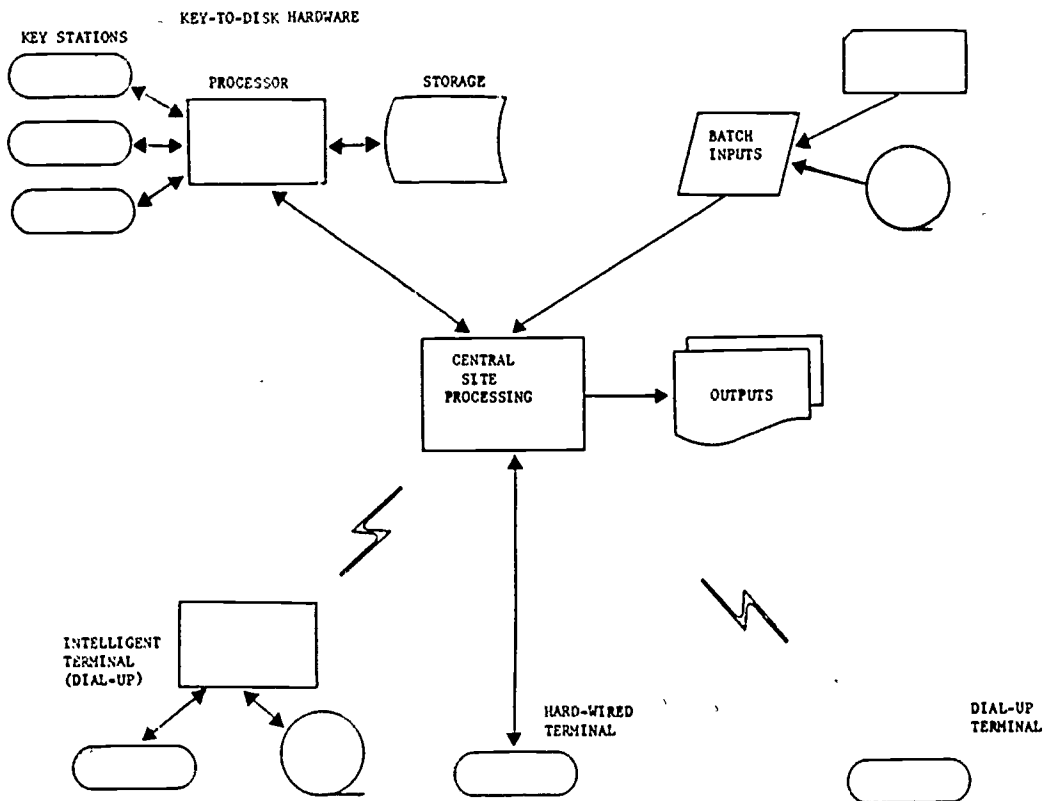 KEY-TO-DISK HARDWARE
KEY STATIONS
PROCESSOR
STORAGE
BATCH
INPUTS
CENTRAL
SITE
PROCESSING
OUTPUTS
INTELLIGENT
TERMINAL
(DIAL-UP)
HARD-WIRED
TERMINAL
DIAL-UP
TERMINAL